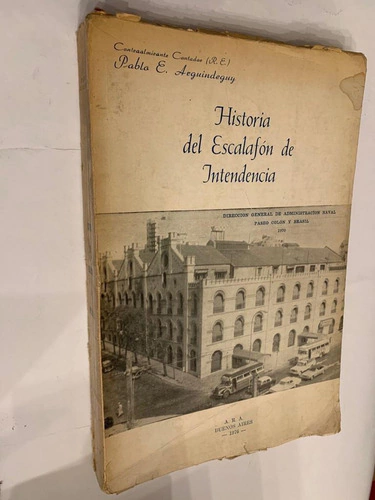 Contraalmirante Contador (R.E.)
Pablo E. Arguindeguy
Historia
del Escalafón de
Intendencia
DIRECCION GENERAL DE ADMINISTRACION NAVAL
PASEO COLON Y BRASIL
A. R. A.
BUENOS AIRES